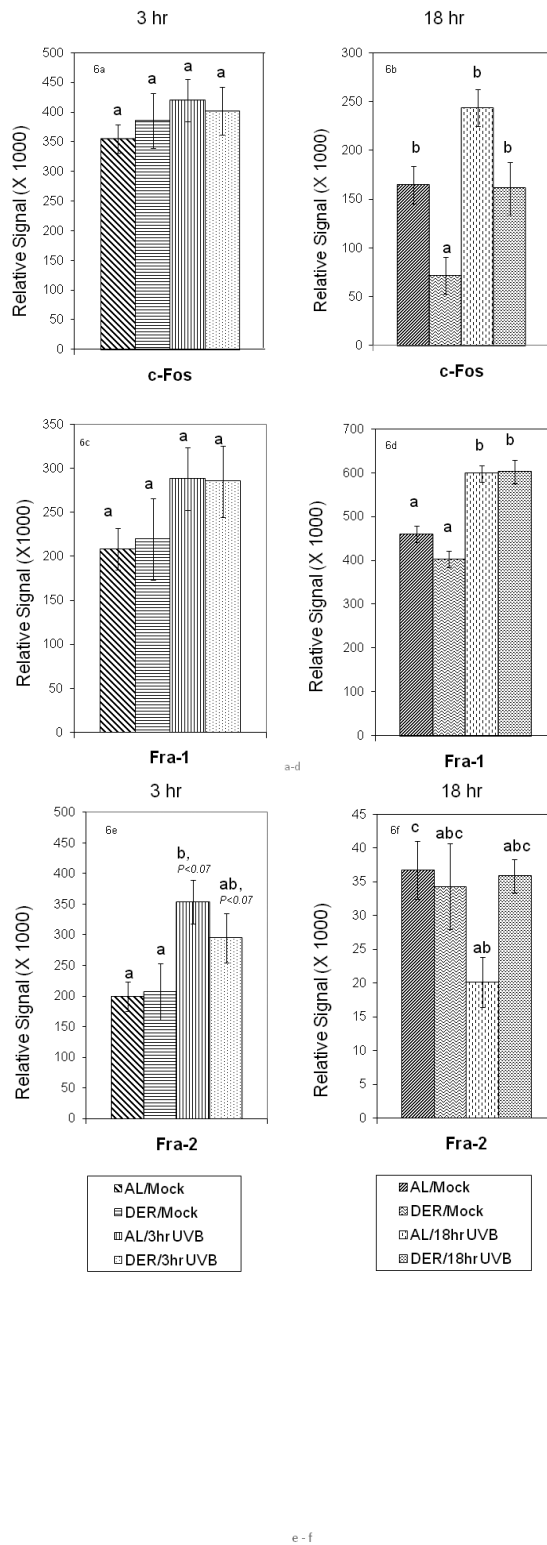 3 hr
18 hr
Relative Signal (X 1000)
500
450
400
350
300
250
200
150
100
50
0
6a
a
a
a
a
c-Fos
Relative Signal (X 1000)
300
250
200
150
100
50
0
6b
b
a
b
b
c-Fos
Relative Signal (X1000)
350
300
250
200
150
100
50
0
6c
a
a
a
a
Fra-1
Relative Signal (X 1000)
700
600
500
400
300
200
100
0
6d
a
a
b
b
Fra-1
a-d
3 hr
18 hr
Relative Signal (X 1000)
500
450
400
350
300
250
200
150
100
50
0
6e
a
a
b,
P<0.07
ab,
P<0.07
Fra-2
Relative Signal (X 1000)
45
40
35
30
25
20
15
10
5
0
6f
c
abc
ab
abc
Fra-2
AL/Mock
DER/Mock
AL/3hr UVB
DER/3hr UVB
AL/Mock
DER/Mock
AL/18hr UVB
DER/18hr UVB
e - f